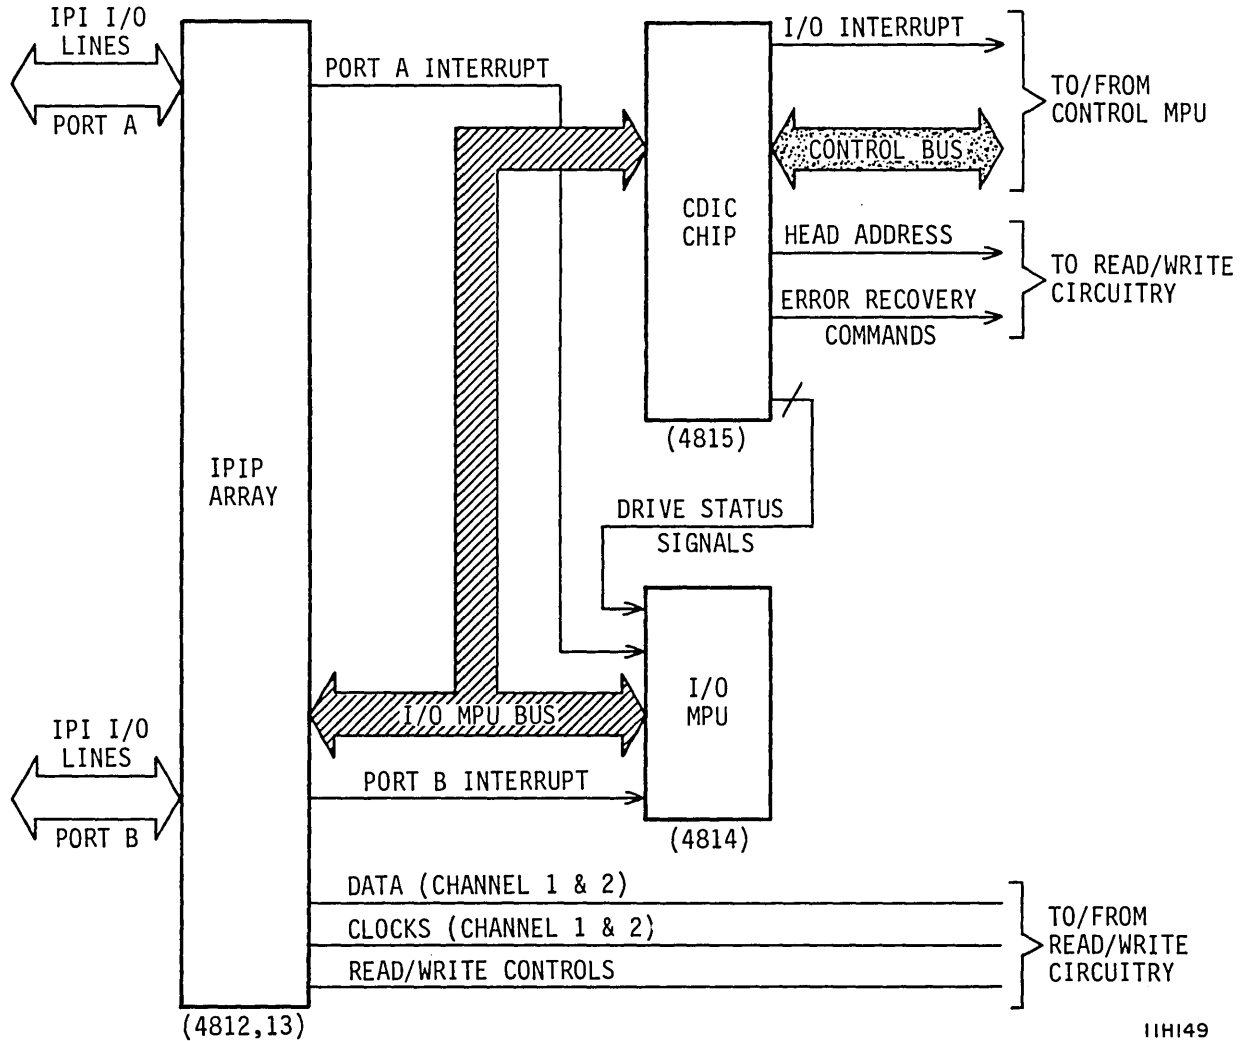 IPI I/O
LINES
PORT A
PORT A INTERRUPT
I/O INTERRUPT
TO/FROM
CONTROL MPU
CONTROL BUS
CDIC
CHIP
HEAD ADDRESS
TO READ/WRITE
CIRCUITRY
ERROR RECOVERY
COMMANDS
(4815)
IPIP
ARRAY
DRIVE STATUS
SIGNALS
I/O
MPU
I/O MPU BUS
IPI I/O
LINES
PORT B
PORT B INTERRUPT
(4814)
DATA (CHANNEL 1 & 2)
CLOCKS (CHANNEL 1 & 2)
READ/WRITE CONTROLS
TO/FROM
READ/WRITE
CIRCUITRY
(4812,13)
11H149